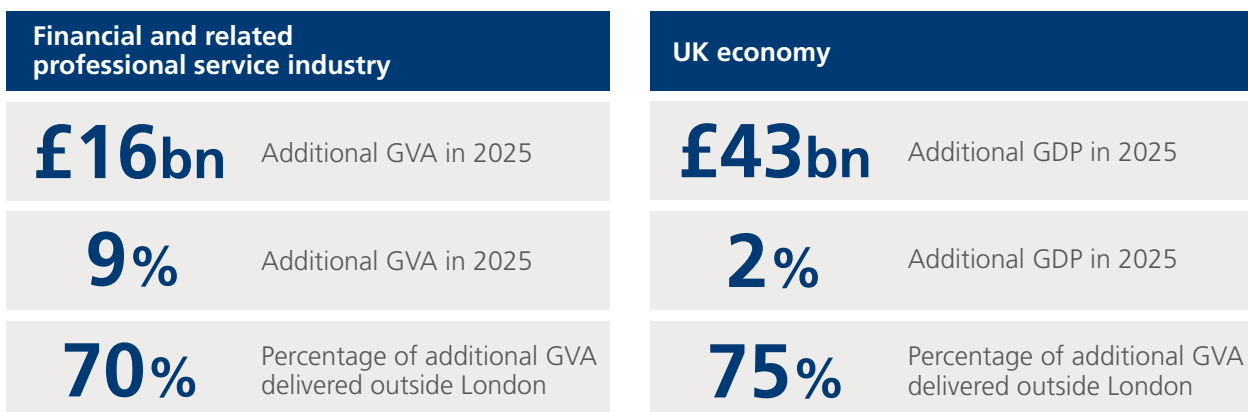 Financial and related
professional service industry
£16bn Additional GVA in 2025
9% Additional GVA in 2025
70% Percentage of additional GVA
delivered outside London
UK economy
£43bn Additional GDP in 2025
2% Additional GDP in 2025
75% Percentage of additional GVA
delivered outside London